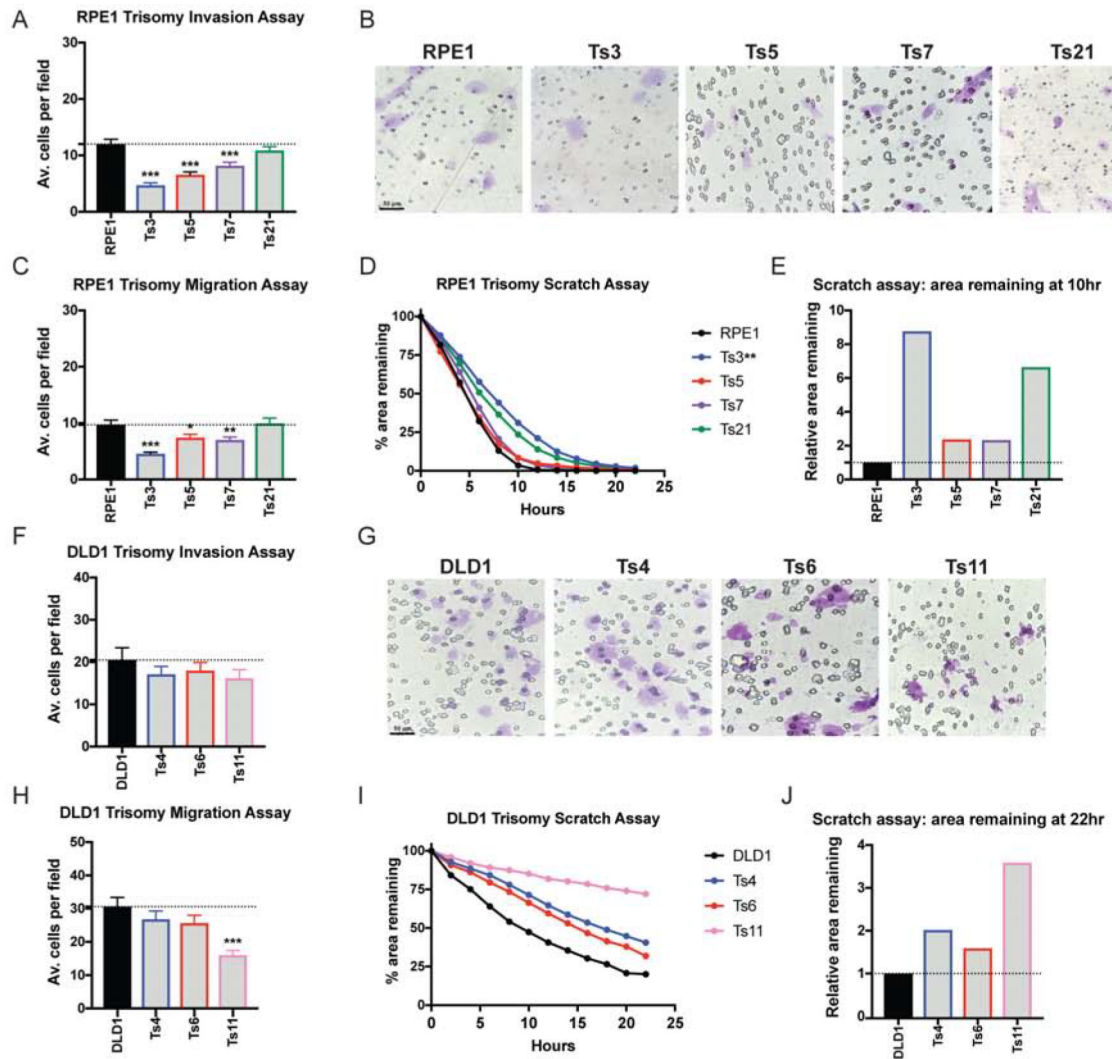 A
RPE1 Trisomy Invasion Assay
Av. cells per field
30
20
10
0
***
***
***
RPE1
Ts3
Ts5
Ts7
Ts21
B
RPE1
Ts3
Ts5
Ts7
Ts21
50 µm
C
RPE1 Trisomy Migration Assay
Av. cells per field
30
20
10
0
***
*
**
RPE1
Ts3
Ts5
Ts7
Ts21
D
RPE1 Trisomy Scratch Assay
% area remaining
100
75
50
25
0
0
5
10
15
20
25
Hours
RPE1
Ts3**
Ts5
Ts7
Ts21
E
Scratch assay: area remaining at 10hr
Relative area remaining
10
8
6
4
2
0
RPE1
Ts3
Ts5
Ts7
Ts21
F
DLD1 Trisomy Invasion Assay
Av. cells per field
40
30
20
10
0
DLD1
Ts4
Ts6
Ts11
G
DLD1
Ts4
Ts6
Ts11
50 µm
H
DLD1 Trisomy Migration Assay
Av. cells per field
50
40
30
20
10
0
***
DLD1
Ts4
Ts6
Ts11
I
DLD1 Trisomy Scratch Assay
% area remaining
100
75
50
25
0
0
5
10
15
20
25
Hours
DLD1
Ts4
Ts6
Ts11
J
Scratch assay: area remaining at 22hr
Relative area remaining
4
3
2
1
0
DLD1
Ts4
Ts6
Ts11